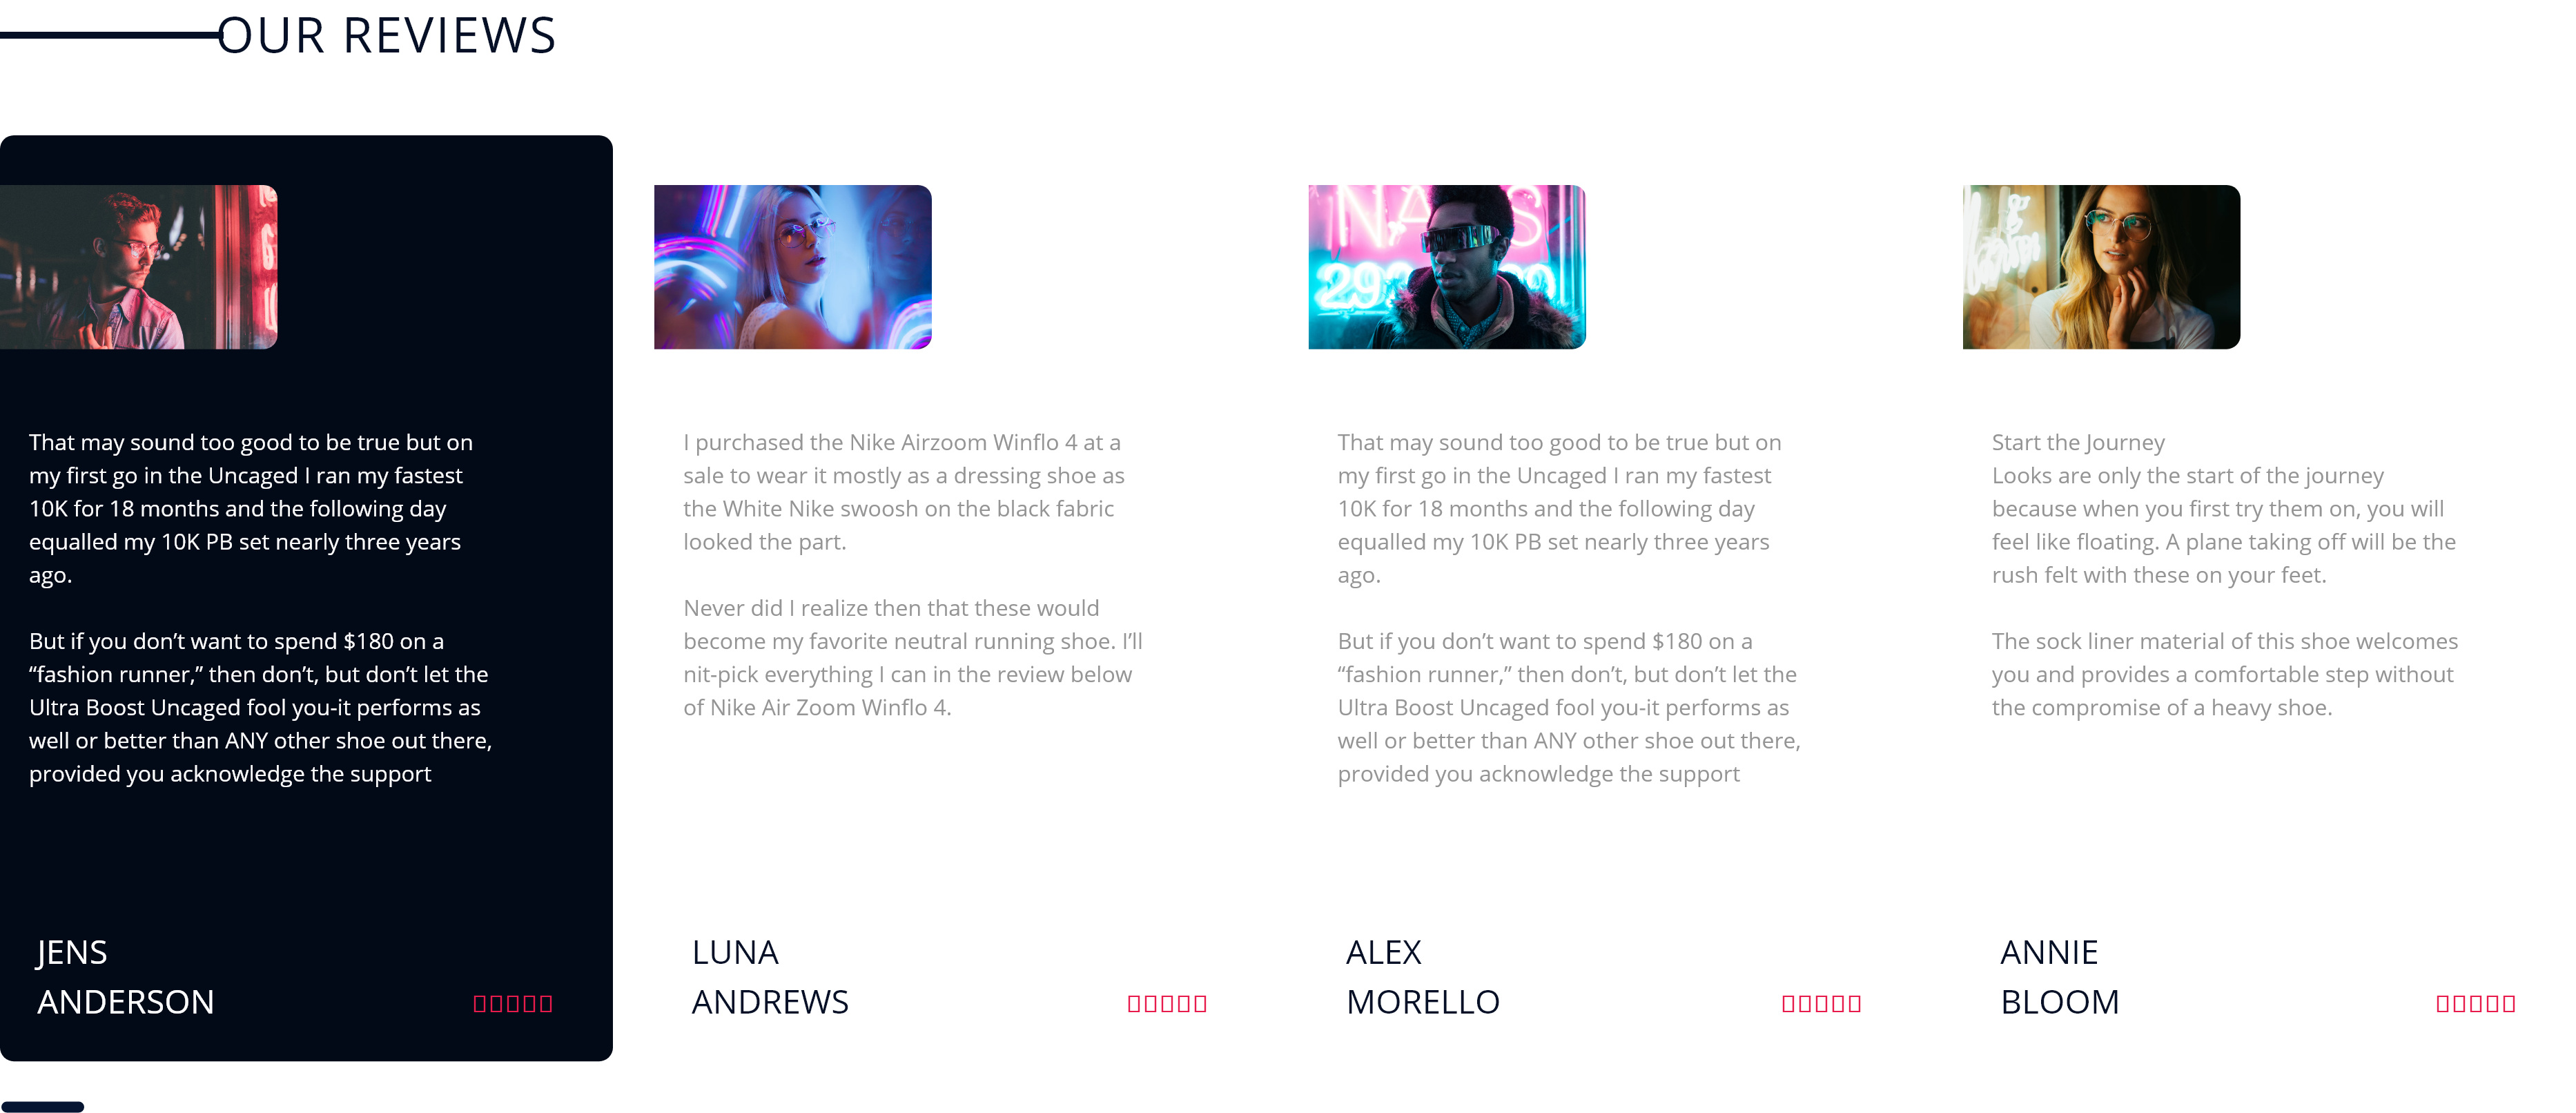 OUR REVIEWS
NA S
29
That may sound too good to be true but on
my first go in the Uncaged I ran my fastest
10K for 18 months and the following day
equalled my 10K PB set nearly three years
ago.
But if you don’t want to spend $180 on a
“fashion runner,” then don’t, but don’t let the
Ultra Boost Uncaged fool you-it performs as
well or better than ANY other shoe out there,
provided you acknowledge the support
JENS
ANDERSON
I purchased the Nike Airzoom Winflo 4 at a
sale to wear it mostly as a dressing shoe as
the White Nike swoosh on the black fabric
looked the part.
Never did I realize then that these would
become my favorite neutral running shoe. I’ll
nit-pick everything I can in the review below
of Nike Air Zoom Winflo 4.
LUNA
ANDREWS
That may sound too good to be true but on
my first go in the Uncaged I ran my fastest
10K for 18 months and the following day
equalled my 10K PB set nearly three years
ago.
But if you don’t want to spend $180 on a
“fashion runner,” then don’t, but don’t let the
Ultra Boost Uncaged fool you-it performs as
well or better than ANY other shoe out there,
provided you acknowledge the support
ALEX
MORELLO
Start the Journey
Looks are only the start of the journey
because when you first try them on, you will
feel like floating. A plane taking off will be the
rush felt with these on your feet.
The sock liner material of this shoe welcomes
you and provides a comfortable step without
the compromise of a heavy shoe.
ANNIE
BLOOM